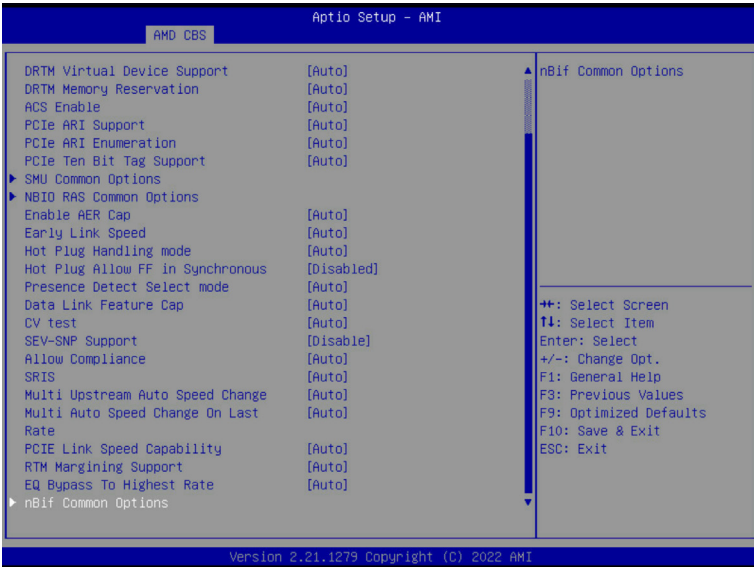 Aptio Setup – AMI
AMD CBS
DRTM Virtual Device Support [Auto]
DRTM Memory Reservation [Auto]
ACS Enable [Auto]
PCIe ARI Support [Auto]
PCIe ARI Enumeration [Auto]
PCIe Ten Bit Tag Support [Auto]
SMU Common Options
NBIO RAS Common Options
Enable AER Cap [Auto]
Early Link Speed [Auto]
Hot Plug Handling mode [Auto]
Hot Plug Allow FF in Synchronous [Disabled]
Presence Detect Select mode [Auto]
Data Link Feature Cap [Auto]
CV test [Auto]
SEV-SNP Support [Disable]
Allow Compliance [Auto]
SRIS [Auto]
Multi Upstream Auto Speed Change [Auto]
Multi Auto Speed Change On Last [Auto]
Rate
PCIE Link Speed Capability [Auto]
RTM Margining Support [Auto]
EQ Bypass To Highest Rate [Auto]
nBif Common Options
nBif Common Options
→←: Select Screen
↑↓: Select Item
Enter: Select
+/-: Change Opt.
F1: General Help
F3: Previous Values
F9: Optimized Defaults
F10: Save & Exit
ESC: Exit
Version 2.21.1279 Copyright (C) 2022 AMI